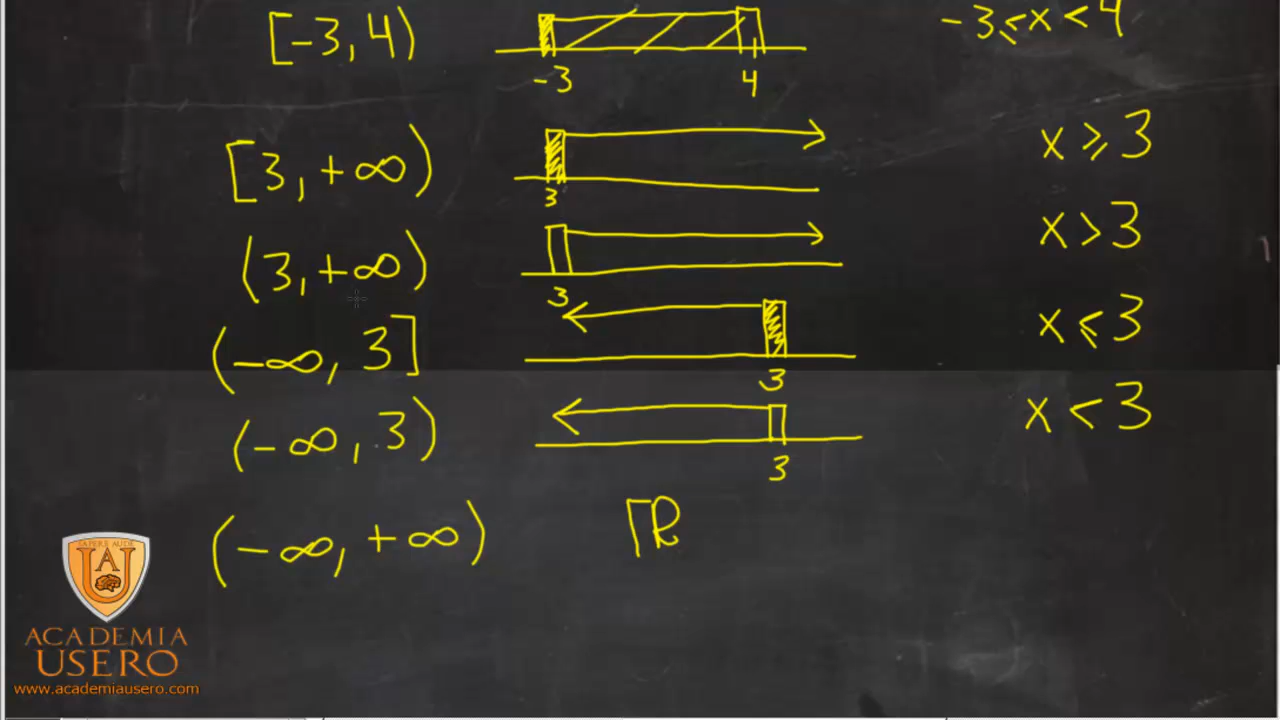 [-3, 4) -3 4 -3 ≤ x < 4
[3, +∞) 3 x ≥ 3
(3, +∞) 3 x > 3
(-∞, 3] 3 x ≤ 3
(-∞, 3) 3 x < 3
(-∞, +∞) ℝ
SAPERE AUDE
UA
ACADEMIA
USERO
www.academiausero.com